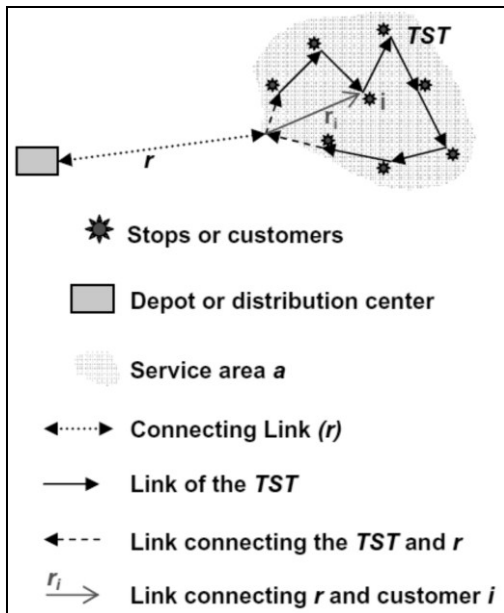 TST
i
r_i
r
Stops or customers
Depot or distribution center
Service area a
Connecting Link (r)
Link of the TST
Link connecting the TST and r
r_i
Link connecting r and customer i